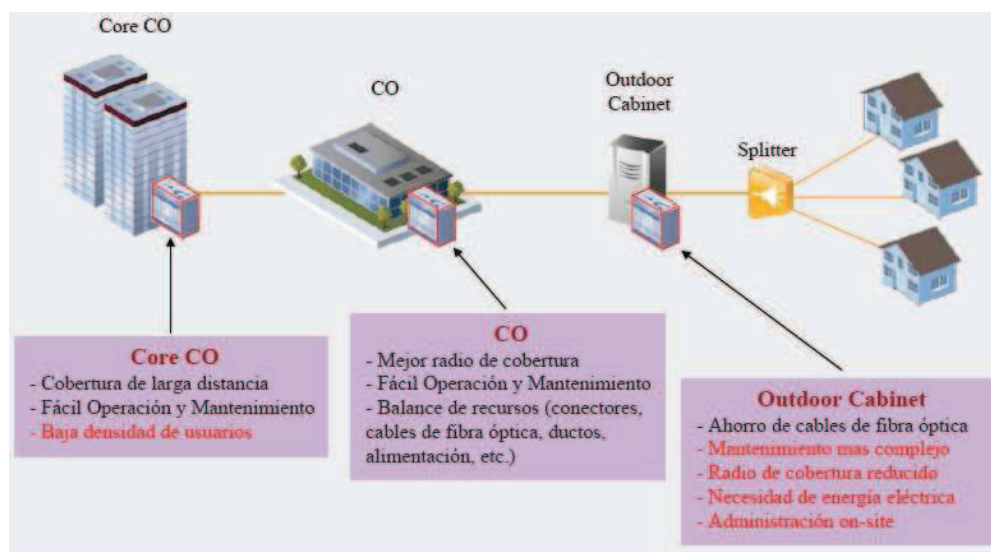 Core CO
CO
Outdoor
Cabinet
Splitter
Core CO
- Cobertura de larga distancia
- Fácil Operación y Mantenimiento
- Baja densidad de usuarios
CO
- Mejor radio de cobertura
- Fácil Operación y Mantenimiento
- Balance de recursos (conectores,
cables de fibra óptica, ductos,
alimentación, etc.)
Outdoor Cabinet
- Ahorro de cables de fibra óptica
- Mantenimiento mas complejo
- Radio de cobertura reducido
- Necesidad de energía eléctrica
- Administración on-site